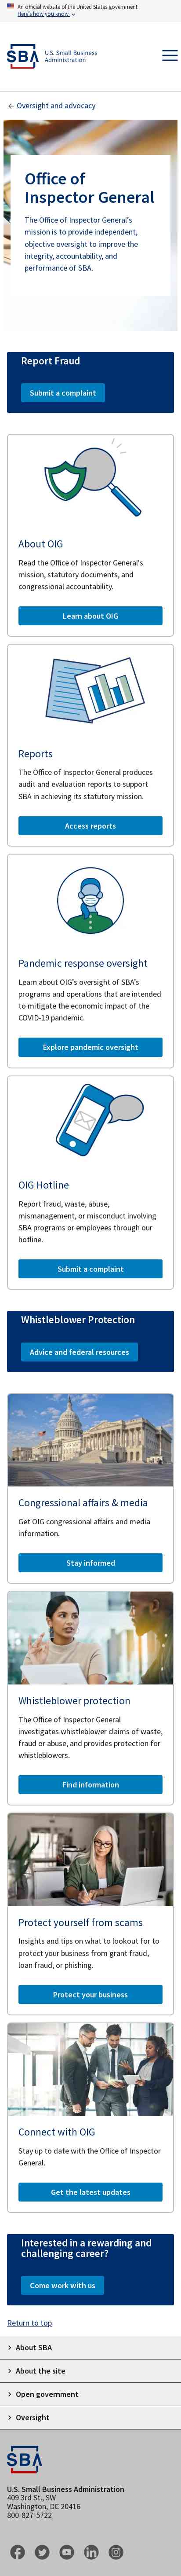 An official website of the United States government
Here's how you know
SBA
U.S. Small Business
Administration
Oversight and advocacy
Office of
Inspector General
The Office of Inspector General's
mission is to provide independent,
objective oversight to improve the
integrity, accountability, and
performance of SBA.
Report Fraud
Submit a complaint
About OIG
Read the Office of Inspector General's
mission, statutory documents, and
congressional accountability.
Learn about OIG
Reports
The Office of Inspector General produces
audit and evaluation reports to support
SBA in achieving its statutory mission.
Access reports
Pandemic response oversight
Learn about OIG's oversight of SBA's
programs and operations that are intended
to mitigate the economic impact of the
COVID-19 pandemic.
Explore pandemic oversight
OIG Hotline
Report fraud, waste, abuse,
mismanagement, or misconduct involving
SBA programs or employees through our
hotline.
Submit a complaint
Whistleblower Protection
Advice and federal resources
Congressional affairs & media
Get OIG congressional affairs and media
information.
Stay informed
Whistleblower protection
The Office of Inspector General
investigates whistleblower claims of waste,
fraud or abuse, and provides protection for
whistleblowers.
Find information
Protect yourself from scams
Insights and tips on what to lookout for to
protect your business from grant fraud,
loan fraud, or phishing.
Protect your business
Connect with OIG
Stay up to date with the Office of Inspector
General.
Get the latest updates
Interested in a rewarding and
challenging career?
Come work with us
Return to top
About SBA
About the site
Open government
Oversight
SBA
U.S. Small Business Administration
409 3rd St., SW
Washington, DC 20416
800-827-5722